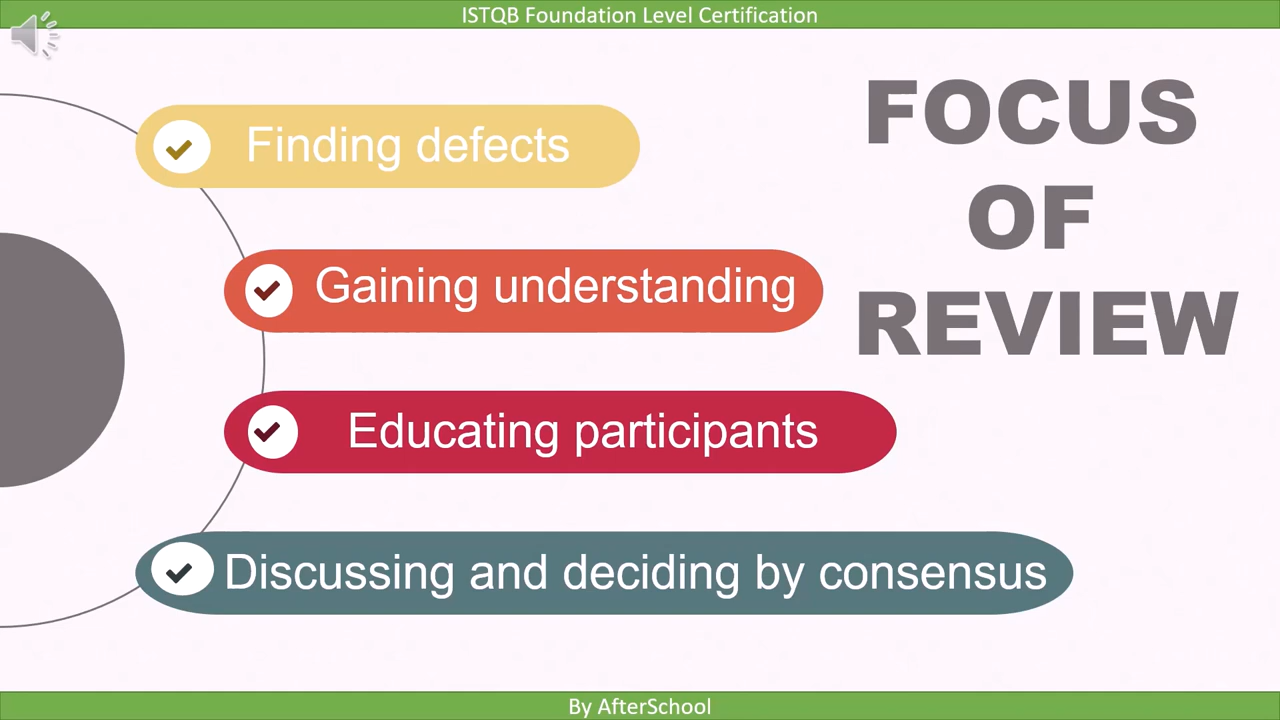 ISTQB Foundation Level Certification
FOCUS
OF
REVIEW
Finding defects
Gaining understanding
Educating participants
Discussing and deciding by consensus
By AfterSchool